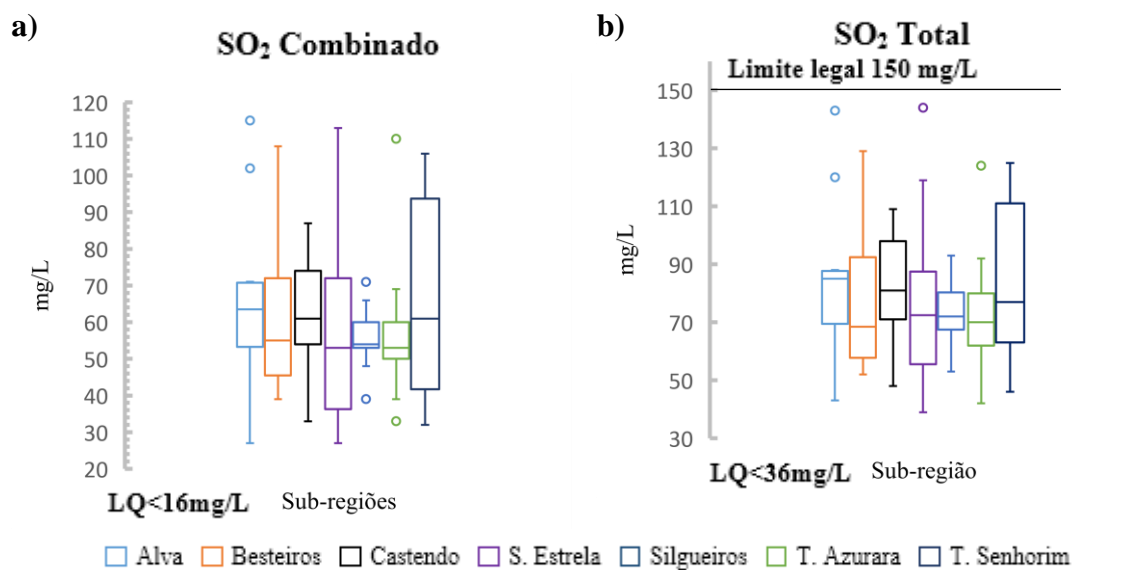 a)
SO₂ Combinado
120
110
100
90
80
70
60
50
40
30
20
mg/L
LQ<16mg/L
Sub-regiões
b)
SO₂ Total
Limite legal 150 mg/L
150
130
110
90
70
50
30
mg/L
LQ<36mg/L
Sub-região
Alva Besteiros Castendo S. Estrela Silgueiros T. Azurara T. Senhorim